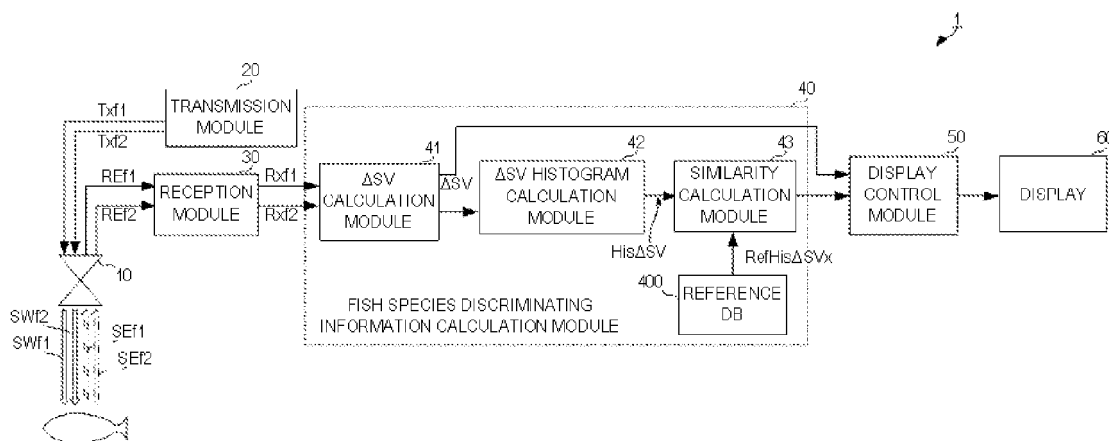 1
20
TRANSMISSION
MODULE
Txf1
Txf2
30
RECEPTION
MODULE
REf1
REf2
Rxf1
Rxf2
10
40
41
ΔSV
CALCULATION
MODULE
ΔSV
42
ΔSV HISTOGRAM
CALCULATION
MODULE
HisΔSV
43
SIMILARITY
CALCULATION
MODULE
RefHisΔSVx
400
REFERENCE
DB
FISH SPECIES DISCRIMINATING
INFORMATION CALCULATION MODULE
50
DISPLAY
CONTROL
MODULE
60
DISPLAY
SWf2
SWf1
SEf1
SEf2